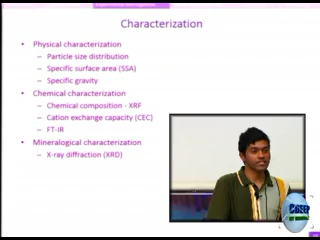 Characterization
• Physical characterization
– Particle size distribution
– Specific surface area (SSA)
– Specific gravity
• Chemical characterization
– Chemical composition - XRF
– Cation exchange capacity (CEC)
– FT-IR
• Mineralogical characterization
– X-ray diffraction (XRD)